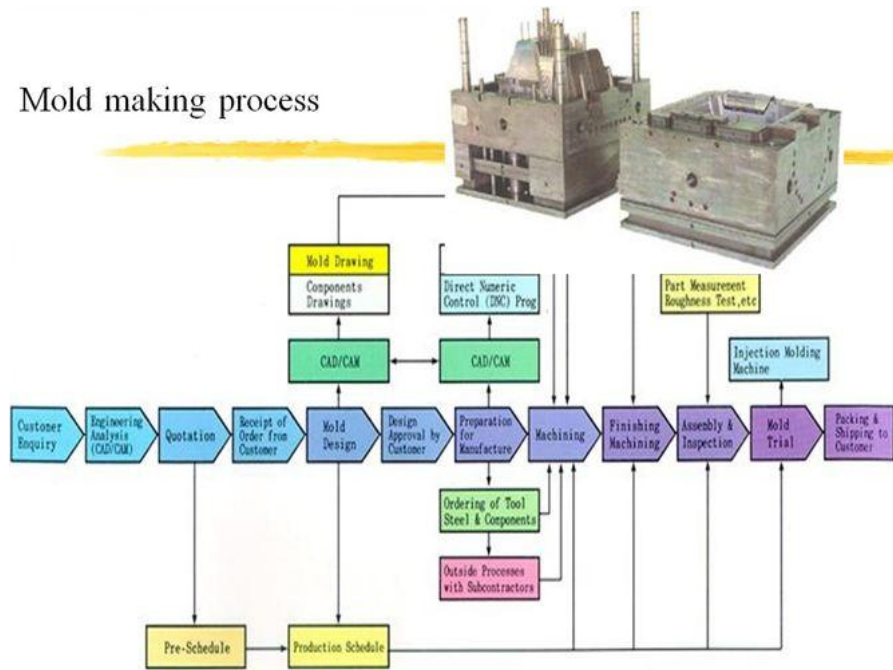 Mold making process
Mold Drawing
Components
Drawings
Direct Numeric
Control (DNC) Prog
Part Measurement
Roughness Test, etc
CAD/CAM
CAD/CAM
Injection Molding
Machine
Customer
Enquiry
Engineering
Analysis
(CAD/CAM)
Quotation
Receipt of
Order from
Customer
Mold
Design
Design
Approval by
Customer
Preparation
for
Manufacture
Machining
Finishing
Machining
Assembly &
Inspection
Mold
Trial
Packing &
Shipping to
Customer
Ordering of Tool
Steel & Components
Outside Processes
with Subcontractors
Pre-Schedule
Production Schedule